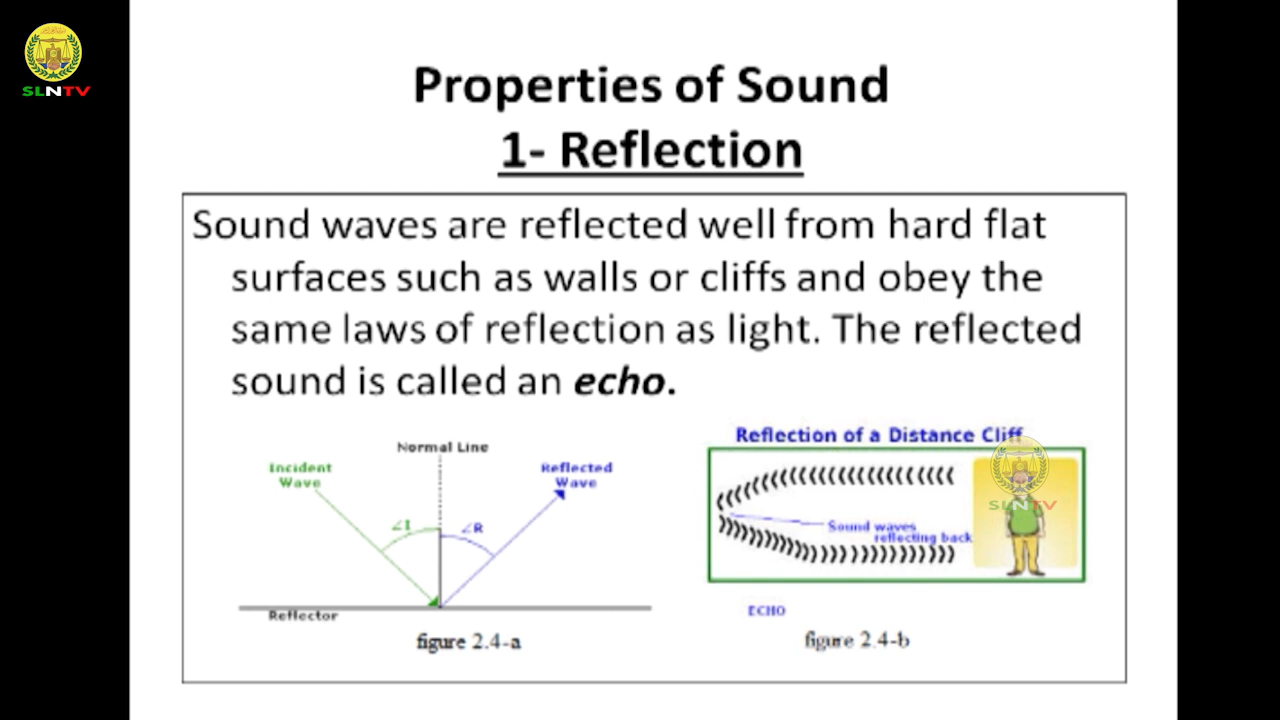 SLNTV
Properties of Sound
1- Reflection
Sound waves are reflected well from hard flat
surfaces such as walls or cliffs and obey the
same laws of reflection as light. The reflected
sound is called an echo.
Normal Line
Incident
Wave
Reflected
Wave
∠I
∠R
Reflector
figure 2.4-a
Reflection of a Distance Cliff
SLNTV
Sound waves
reflecting back
ECHO
figure 2.4-b